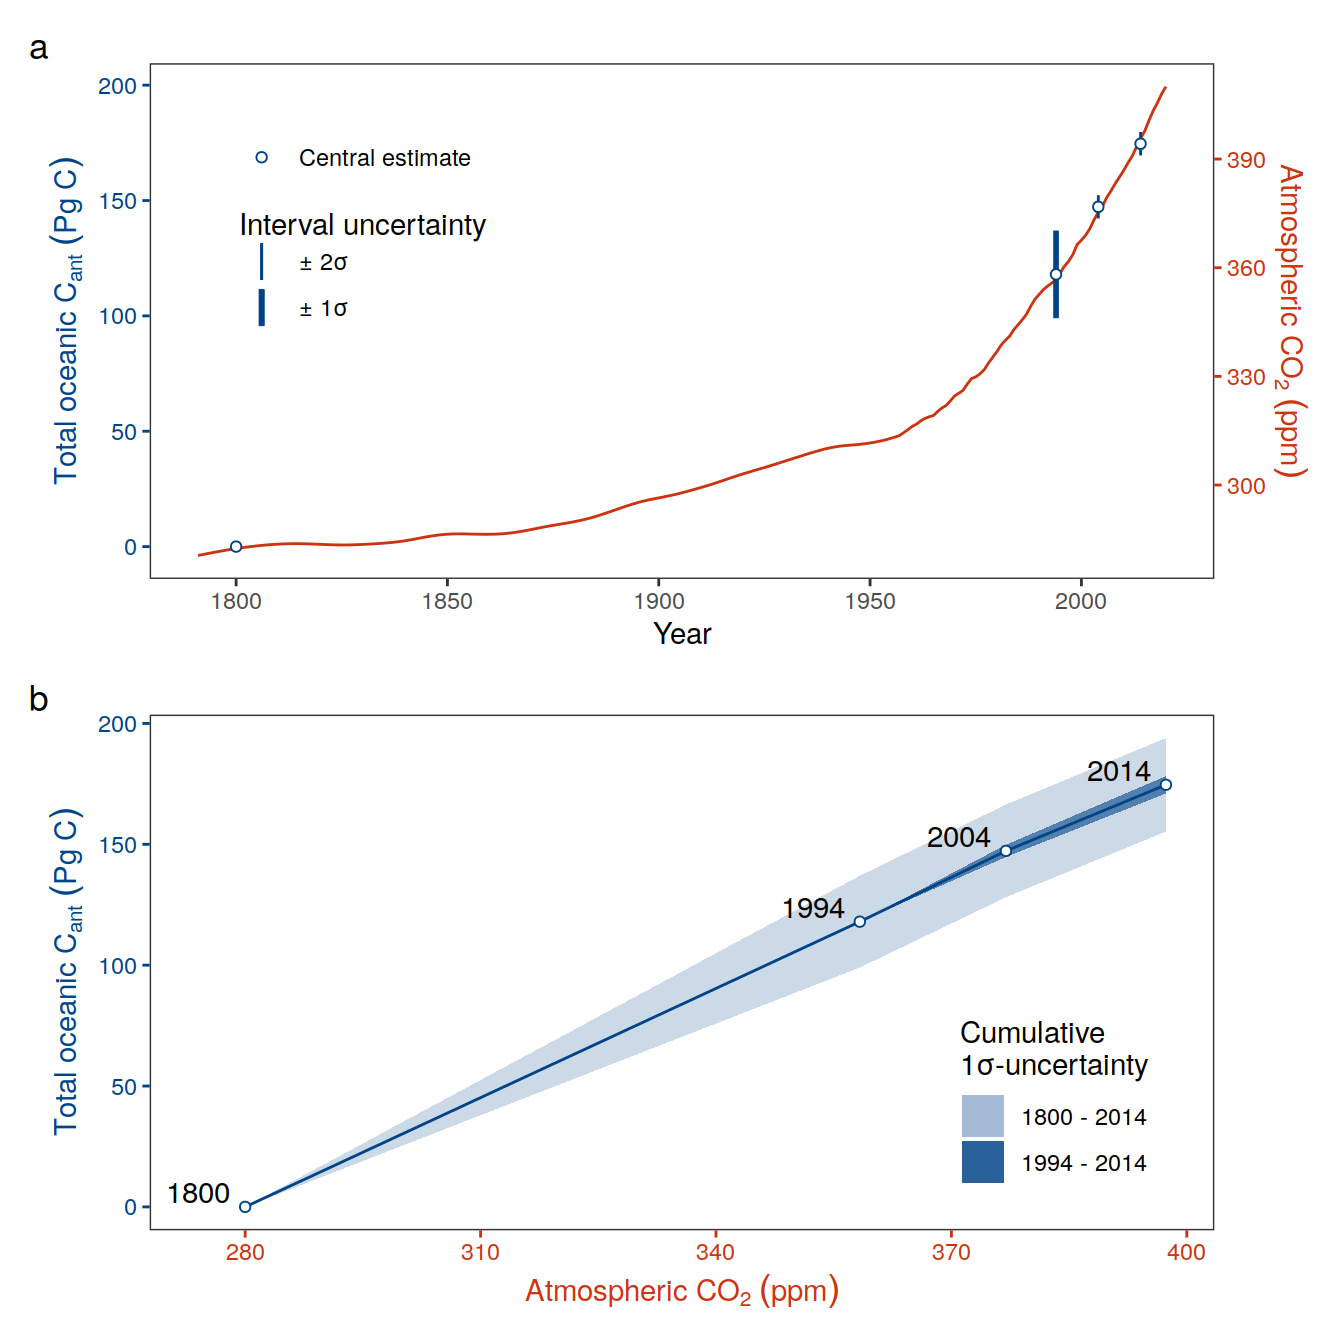 a
200
150
100
50
0
Total oceanic Cant (Pg C)
Central estimate
Interval uncertainty
± 2σ
± 1σ
390
360
330
300
Atmospheric CO2 (ppm)
1800 1850 1900 1950 2000
Year
b
200
150
100
50
0
Total oceanic Cant (Pg C)
2014
2004
1994
1800
Cumulative
1σ-uncertainty
1800 - 2014
1994 - 2014
280 310 340 370 400
Atmospheric CO2 (ppm)